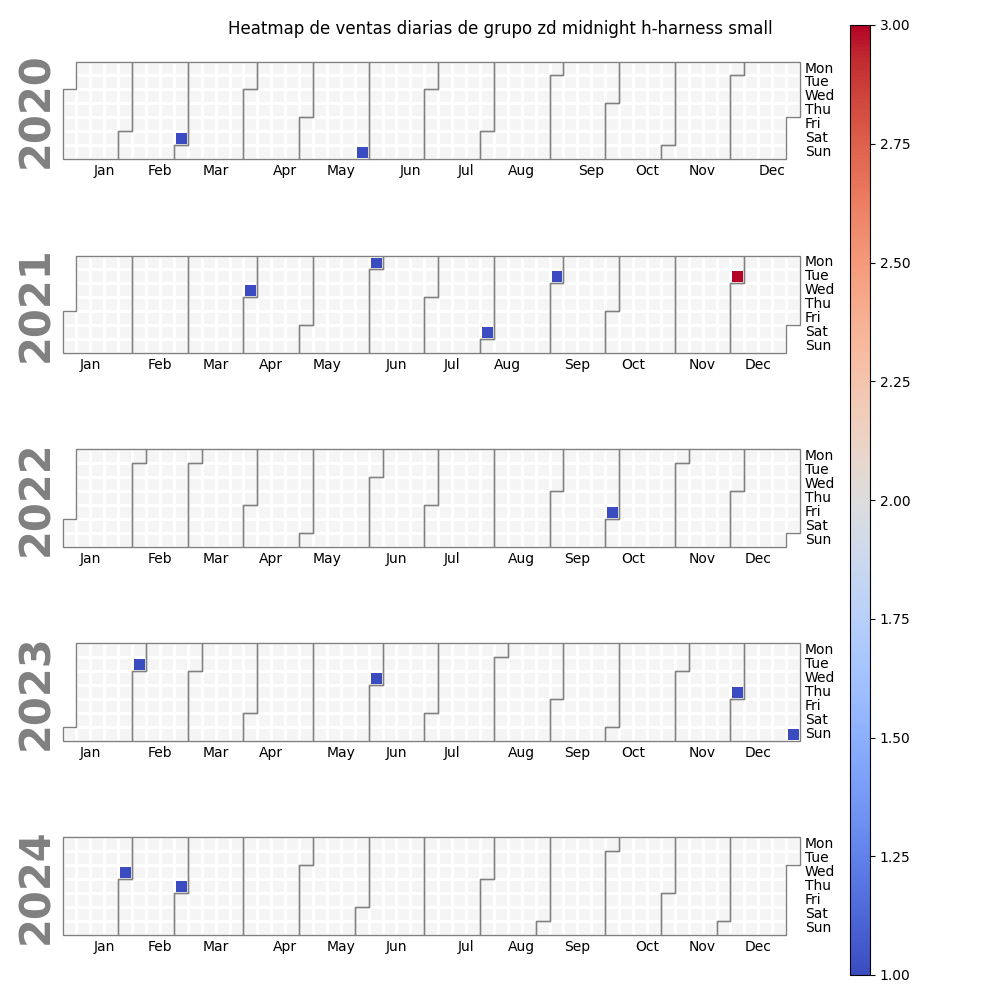 Heatmap de ventas diarias de grupo zd midnight h-harness small
2020
Mon
Tue
Wed
Thu
Fri
Sat
Sun
Jan Feb Mar Apr May Jun Jul Aug Sep Oct Nov Dec
2021
Mon
Tue
Wed
Thu
Fri
Sat
Sun
Jan Feb Mar Apr May Jun Jul Aug Sep Oct Nov Dec
2022
Mon
Tue
Wed
Thu
Fri
Sat
Sun
Jan Feb Mar Apr May Jun Jul Aug Sep Oct Nov Dec
2023
Mon
Tue
Wed
Thu
Fri
Sat
Sun
Jan Feb Mar Apr May Jun Jul Aug Sep Oct Nov Dec
2024
Mon
Tue
Wed
Thu
Fri
Sat
Sun
Jan Feb Mar Apr May Jun Jul Aug Sep Oct Nov Dec
3.00
2.75
2.50
2.25
2.00
1.75
1.50
1.25
1.00